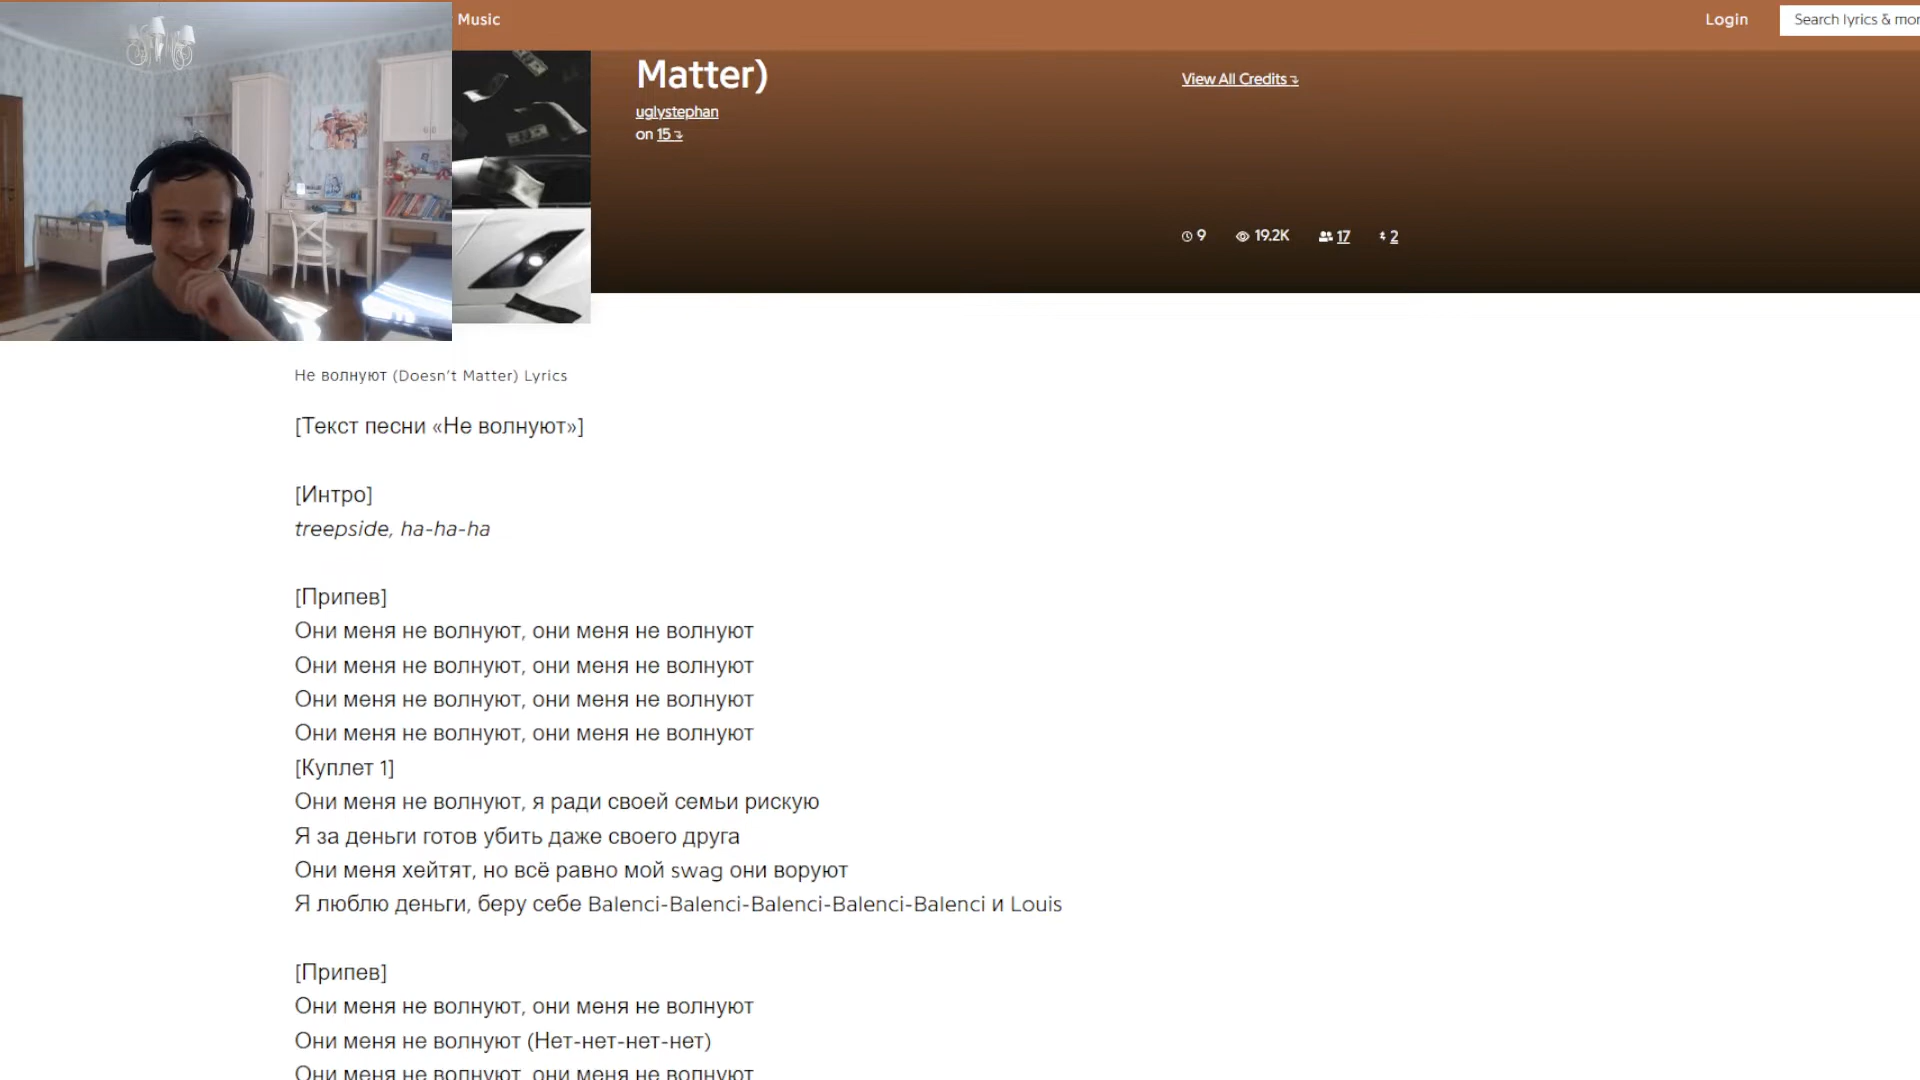 Music
Login
Search lyrics & mor
Matter)
uglystephan
on 15
View All Credits
9
19.2K
17
2
Не волнуют (Doesn't Matter) Lyrics
[Текст песни «Не волнуют»]
[Интро]
treepside, ha-ha-ha
[Припев]
Они меня не волнуют, они меня не волнуют
Они меня не волнуют, они меня не волнуют
Они меня не волнуют, они меня не волнуют
Они меня не волнуют, они меня не волнуют
[Куплет 1]
Они меня не волнуют, я ради своей семьи рискую
Я за деньги готов убить даже своего друга
Они меня хейтят, но всё равно мой swag они воруют
Я люблю деньги, беру себе Balenci-Balenci-Balenci-Balenci-Balenci и Louis
[Припев]
Они меня не волнуют, они меня не волнуют
Они меня не волнуют (Нет-нет-нет-нет)
Они меня не волнуют, они меня не волнуют